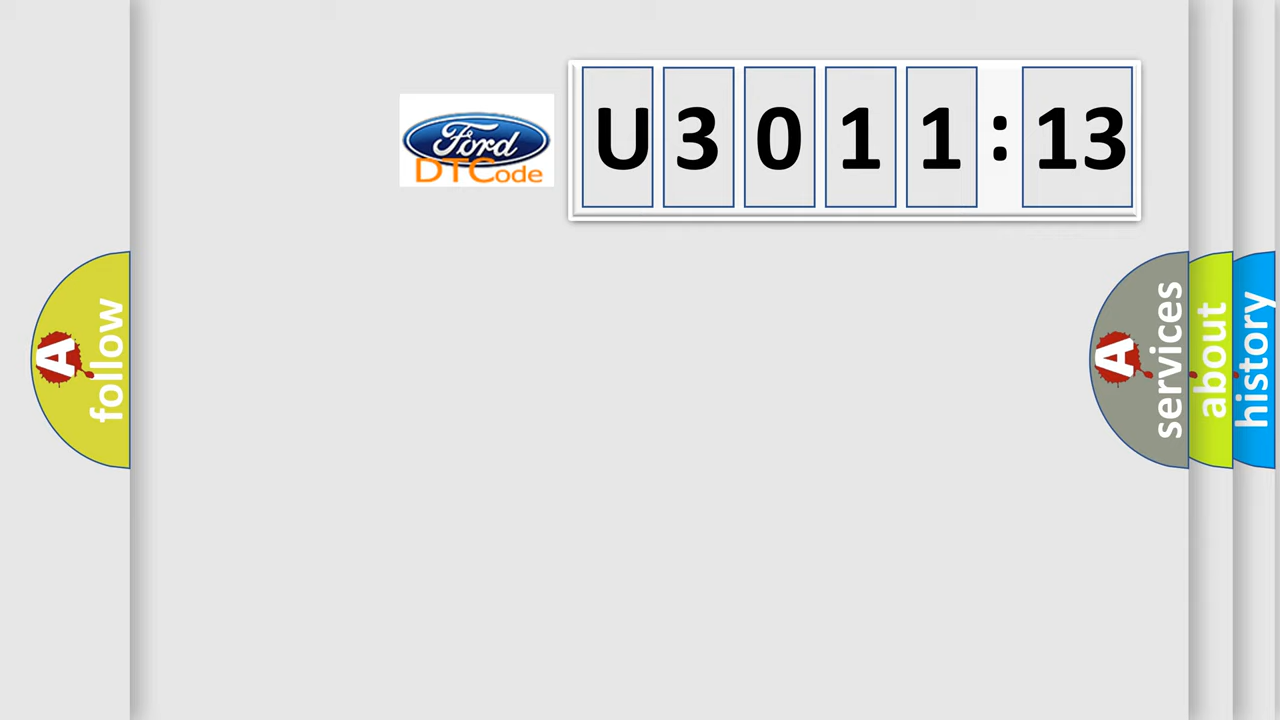 Ford
DTCode
U3011:13
A
follow
A
services
about
history